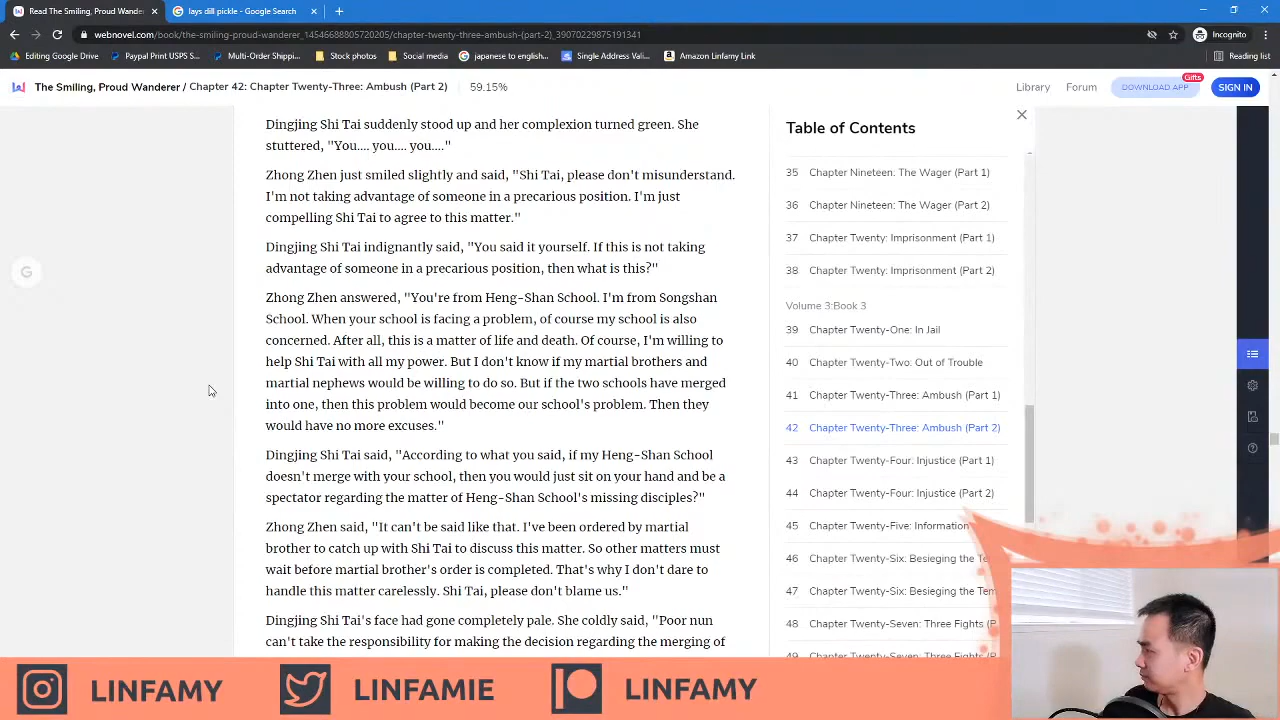 Read The Smiling, Proud Wander
lays dill pickle - Google Search
webnovel.com/book/the-smiling-proud-wanderer_14546688805720205/chapter-twenty-three-ambush-(part-2)_39070229875191341
Incognito
Editing Google Drive
Paypal Print USPS S...
Multi-Order Shippi...
Stock photos
Social media
japanese to english...
Single Address Vali...
Amazon Linfamy Link
Reading list
The Smiling, Proud Wanderer / Chapter 42: Chapter Twenty-Three: Ambush (Part 2)
59.15%
Library
Forum
Gifts
DOWNLOAD APP
SIGN IN
Dingjing Shi Tai suddenly stood up and her complexion turned green. She
stuttered, "You.... you.... you...."
Zhong Zhen just smiled slightly and said, "Shi Tai, please don't misunderstand.
I'm not taking advantage of someone in a precarious position. I'm just
compelling Shi Tai to agree to this matter."
Dingjing Shi Tai indignantly said, "You said it yourself. If this is not taking
advantage of someone in a precarious position, then what is this?"
Zhong Zhen answered, "You're from Heng-Shan School. I'm from Songshan
School. When your school is facing a problem, of course my school is also
concerned. After all, this is a matter of life and death. Of course, I'm willing to
help Shi Tai with all my power. But I don't know if my martial brothers and
martial nephews would be willing to do so. But if the two schools have merged
into one, then this problem would become our school's problem. Then they
would have no more excuses."
Dingjing Shi Tai said, "According to what you said, if my Heng-Shan School
doesn't merge with your school, then you would just sit on your hand and be a
spectator regarding the matter of Heng-Shan School's missing disciples?"
Zhong Zhen said, "It can't be said like that. I've been ordered by martial
brother to catch up with Shi Tai to discuss this matter. So other matters must
wait before martial brother's order is completed. That's why I don't dare to
handle this matter carelessly. Shi Tai, please don't blame us."
Dingjing Shi Tai's face had gone completely pale. She coldly said, "Poor nun
can't take the responsibility for making the decision regarding the merging of
Table of Contents
35 Chapter Nineteen: The Wager (Part 1)
36 Chapter Nineteen: The Wager (Part 2)
37 Chapter Twenty: Imprisonment (Part 1)
38 Chapter Twenty: Imprisonment (Part 2)
Volume 3:Book 3
39 Chapter Twenty-One: In Jail
40 Chapter Twenty-Two: Out of Trouble
41 Chapter Twenty-Three: Ambush (Part 1)
42 Chapter Twenty-Three: Ambush (Part 2)
43 Chapter Twenty-Four: Injustice (Part 1)
44 Chapter Twenty-Four: Injustice (Part 2)
45 Chapter Twenty-Five: Information
46 Chapter Twenty-Six: Besieging the Te
47 Chapter Twenty-Six: Besieging the Tem
48 Chapter Twenty-Seven: Three Fights (P
49 Chapter Twenty-Seven: Three Fights (P
G
LINFAMY
LINFAMIE
LINFAMY